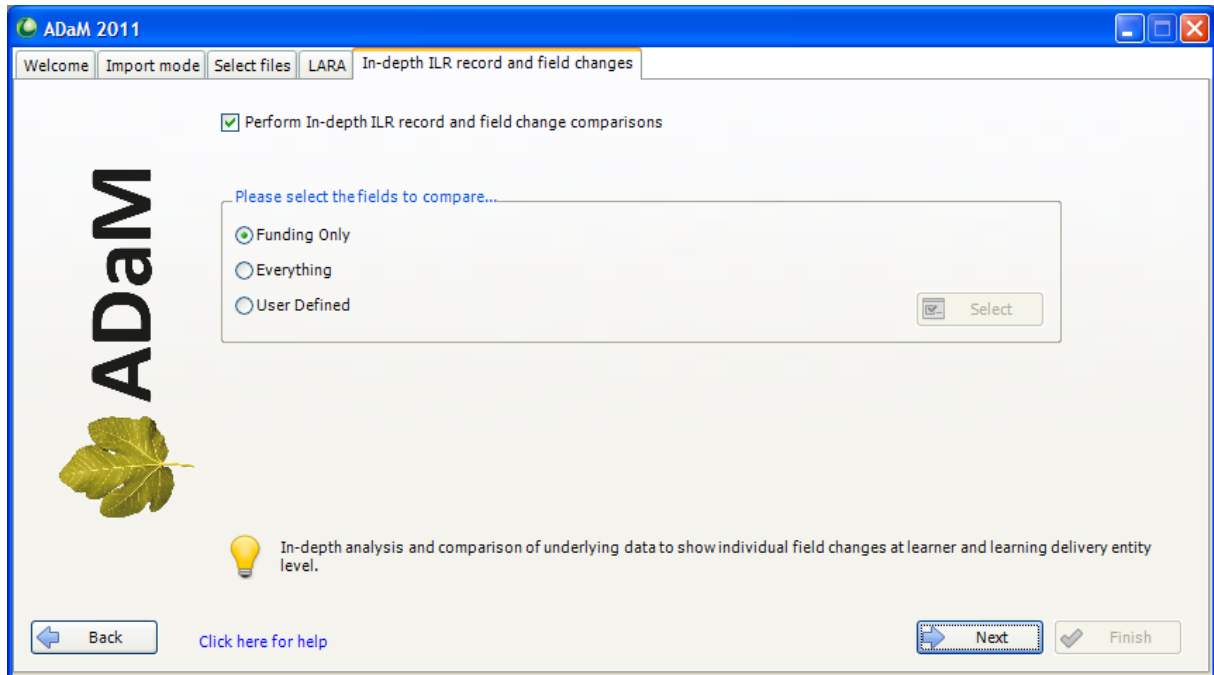 ADaM 2011
Welcome Import mode Select files LARA In-depth ILR record and field changes
Perform In-depth ILR record and field change comparisons
ADaM
Please select the fields to compare...
Funding Only
Everything
User Defined
Select
In-depth analysis and comparison of underlying data to show individual field changes at learner and learning delivery entity
level.
Back
Click here for help
Next
Finish